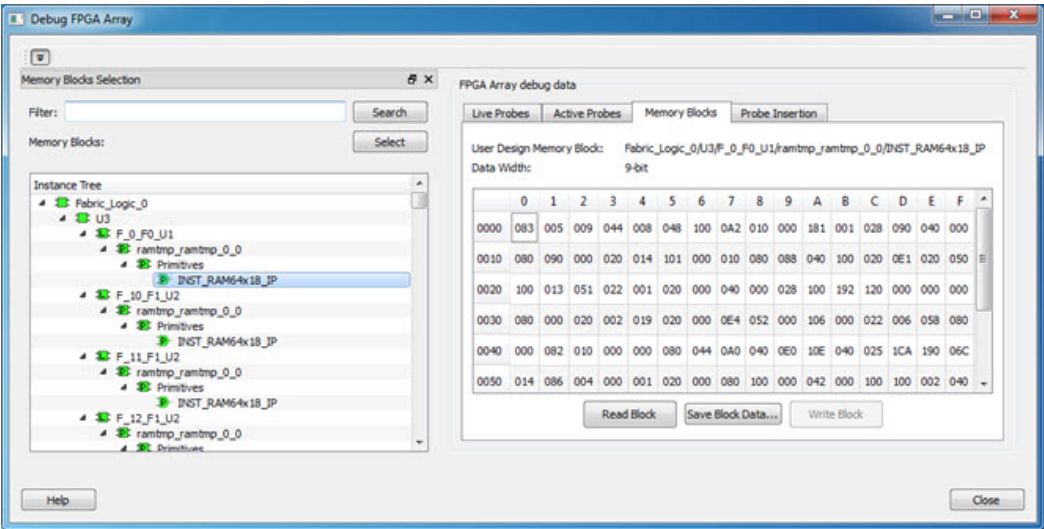 Debug FPGA Array
Memory Blocks Selection
Filter:
Search
Memory Blocks:
Select
Instance Tree
Fabric_Logic_0
U3
F_0_F0_U1
ramtmp_ramtmp_0_0
Primitives
INST_RAM64x18_IP
F_10_F1_U2
ramtmp_ramtmp_0_0
Primitives
INST_RAM64x18_IP
F_11_F1_U2
ramtmp_ramtmp_0_0
Primitives
INST_RAM64x18_IP
F_12_F1_U2
ramtmp_ramtmp_0_0
Primitives
FPGA Array debug data
Live Probes Active Probes Memory Blocks Probe Insertion
User Design Memory Block: Fabric_Logic_0/U3/F_0_F0_U1/ramtmp_ramtmp_0_0/INST_RAM64x18_IP
Data Width: 9-bit
0 1 2 3 4 5 6 7 8 9 A B C D E F
0000 083 005 009 044 008 048 100 0A2 010 000 181 001 028 090 040 000
0010 080 090 000 020 014 101 000 010 080 088 040 100 020 0E1 020 050
0020 100 013 051 022 001 020 000 040 000 028 100 192 120 000 000 000
0030 080 000 020 002 019 020 000 0E4 052 000 106 000 022 006 058 080
0040 000 082 010 000 000 080 044 0A0 040 0E0 10E 040 025 1CA 190 06C
0050 014 086 004 000 001 020 000 080 100 000 042 000 100 100 002 040
Read Block Save Block Data... Write Block
Help
Close